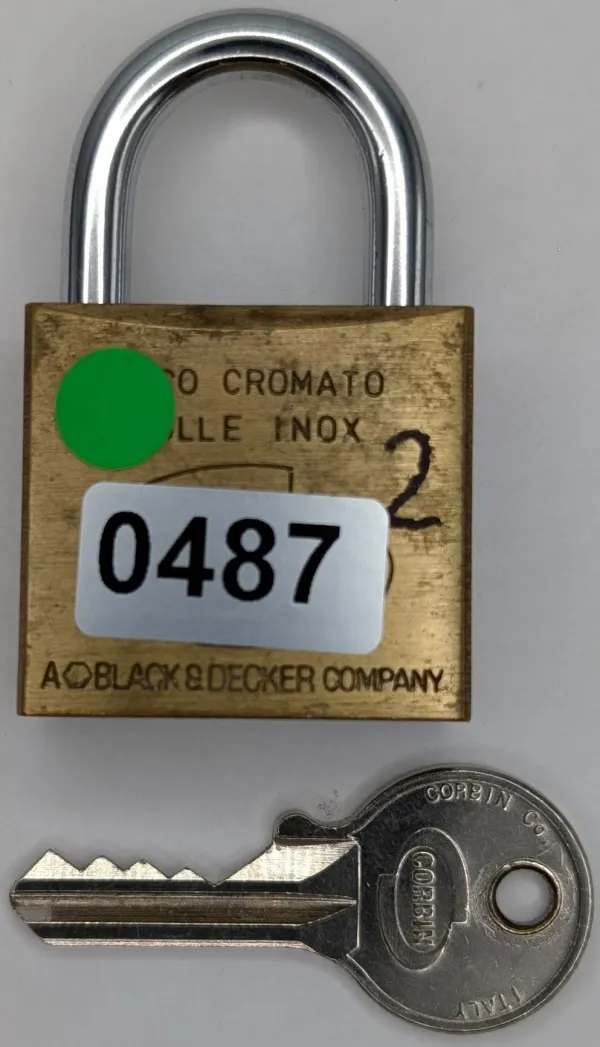 CO CROMATO
LLE INOX
2
0487
A BLACK & DECKER COMPANY
CORBIN Co.
CORBIN
ITALY